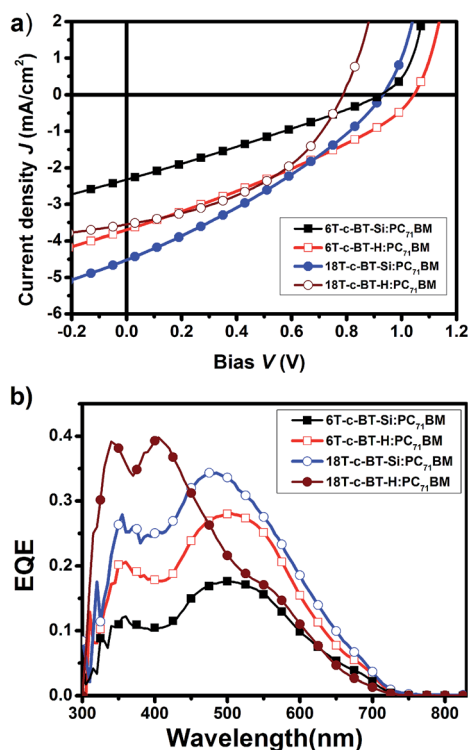 a)
Current density J (mA/cm²)
2
1
0
-1
-2
-3
-4
-5
-6
6T-c-BT-Si:PC₇₁BM
6T-c-BT-H:PC₇₁BM
18T-c-BT-Si:PC₇₁BM
18T-c-BT-H:PC₇₁BM
-0.2 0.0 0.2 0.4 0.6 0.8 1.0 1.2
Bias V (V)
b)
EQE
0.4
0.3
0.2
0.1
0.0
6T-c-BT-Si:PC₇₁BM
6T-c-BT-H:PC₇₁BM
18T-c-BT-Si:PC₇₁BM
18T-c-BT-H:PC₇₁BM
300 400 500 600 700 800
Wavelength(nm)